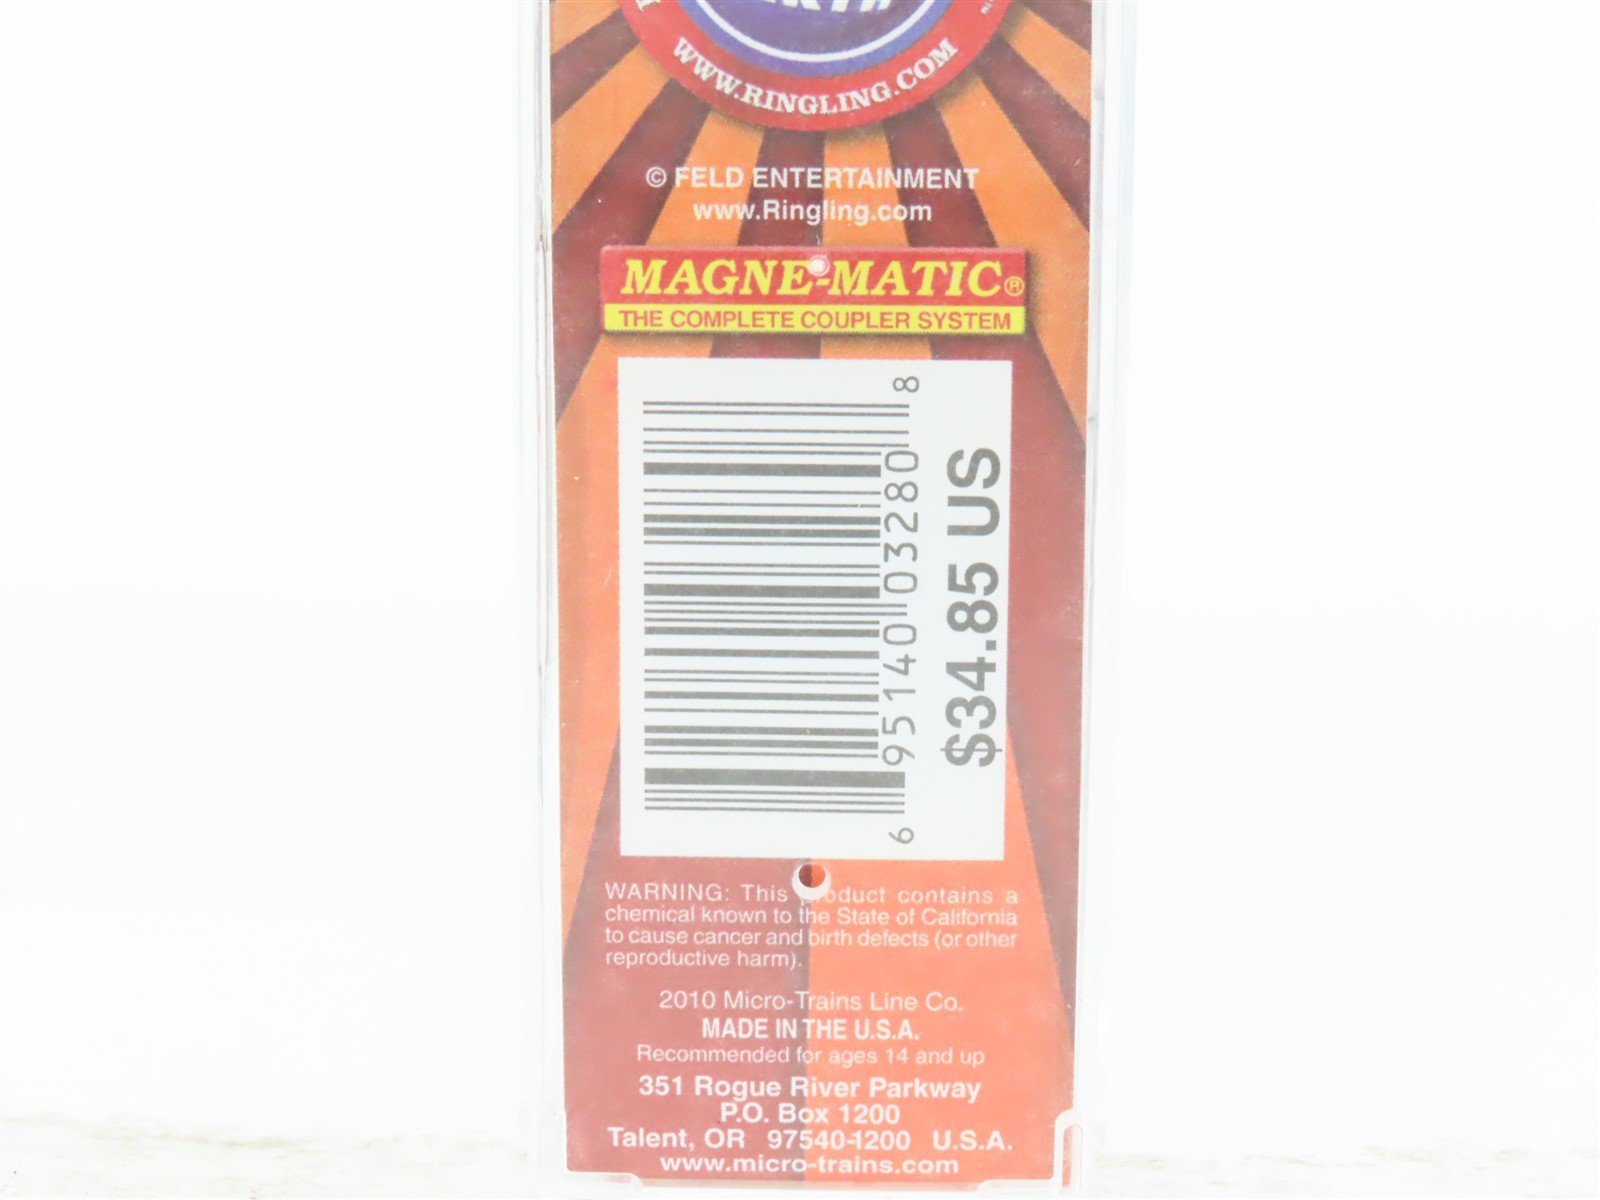 WWW.RINGLING.COM
© FELD ENTERTAINMENT
www.Ringling.com
MAGNE-MATIC®
THE COMPLETE COUPLER SYSTEM
6 95140 03280 8
$34.85 US
WARNING: This product contains a
chemical known to the State of California
to cause cancer and birth defects (or other
reproductive harm).
2010 Micro-Trains Line Co.
MADE IN THE U.S.A.
Recommended for ages 14 and up
351 Rogue River Parkway
P.O. Box 1200
Talent, OR 97540-1200 U.S.A.
www.micro-trains.com